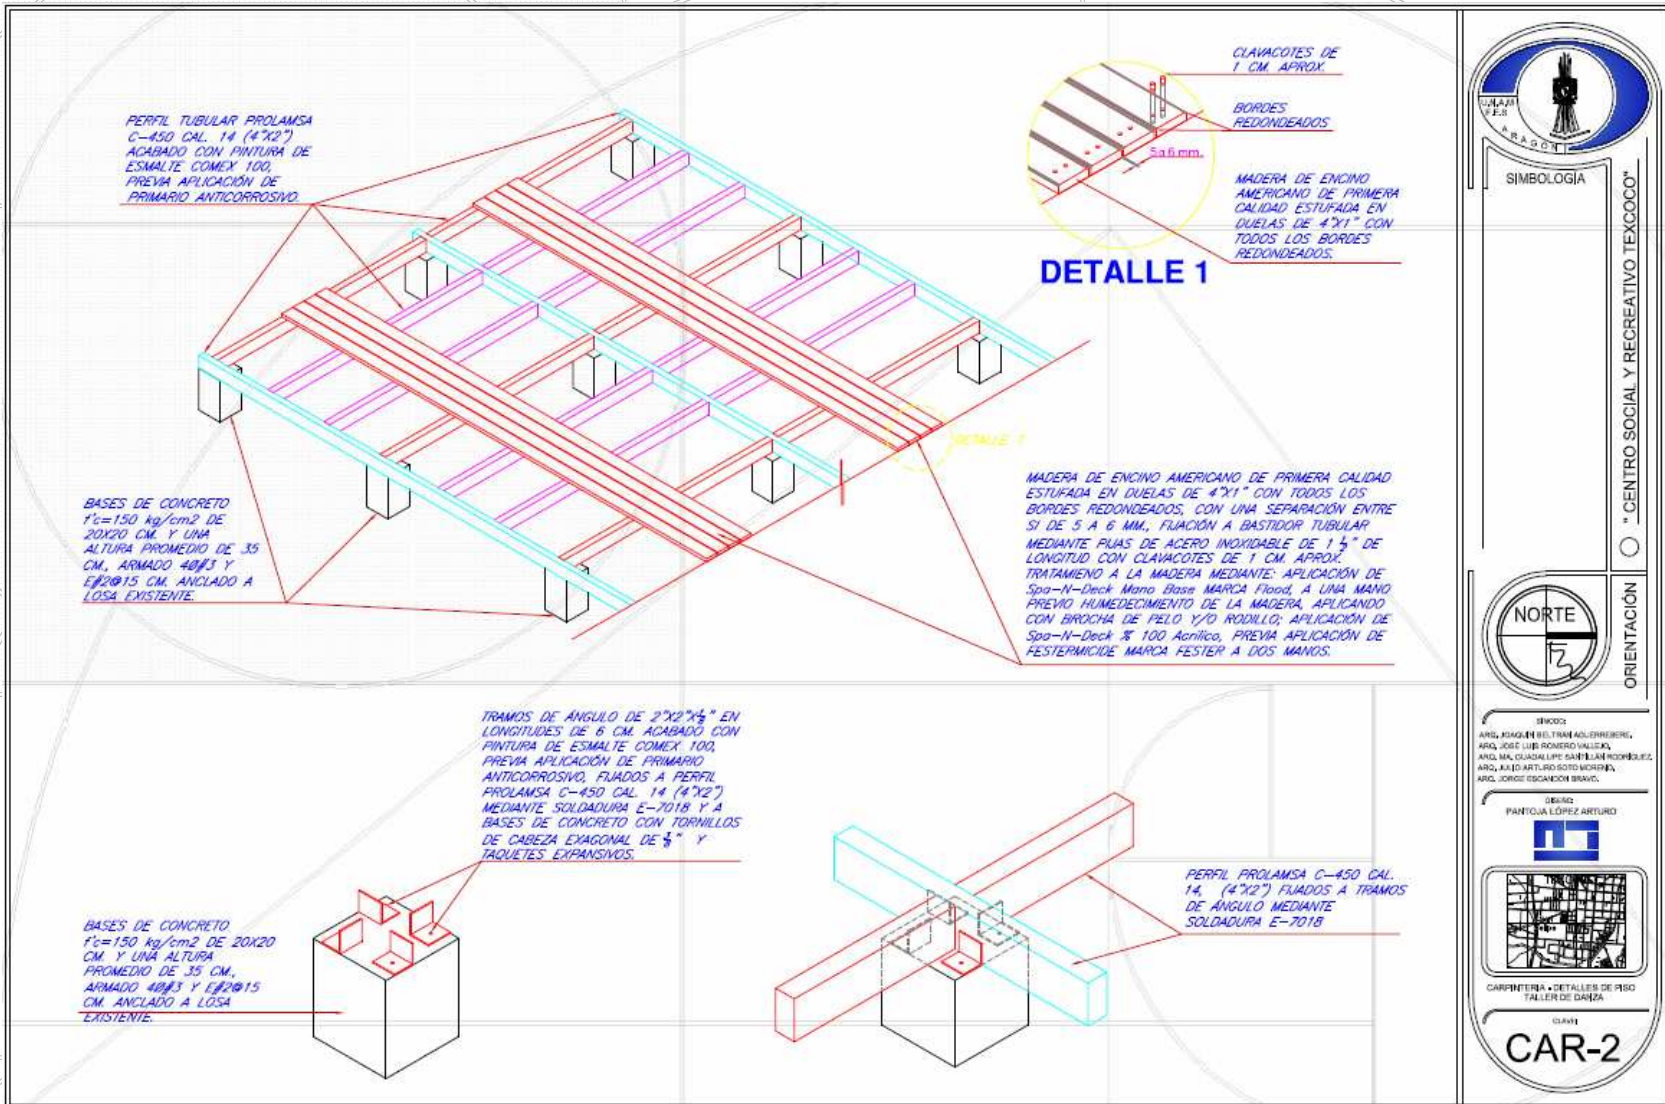 PERFIL TUBULAR PROLAMSA
C-450 CAL. 14 (4"X2")
ACABADO CON PINTURA DE
ESMALTE COMEX 100,
PREVIA APLICACIÓN DE
PRIMARIO ANTICORROSIVO.
CLAVACOTES DE
1 CM. APROX.
BORDES
REDONDEADOS
5 a 6 mm.
MADERA DE ENCINO
AMERICANO DE PRIMERA
CALIDAD ESTUFADA EN
DUELAS DE 4"X1" CON
TODOS LOS BORDES
REDONDEADOS.
DETALLE 1
DETALLE 1
BASES DE CONCRETO
f'c=150 kg/cm2 DE
20X20 CM. Y UNA
ALTURA PROMEDIO DE 35
CM., ARMADO 4Ø#3 Y
E#2@15 CM. ANCLADO A
LOSA EXISTENTE.
MADERA DE ENCINO AMERICANO DE PRIMERA CALIDAD
ESTUFADA EN DUELAS DE 4"X1" CON TODOS LOS
BORDES REDONDEADOS, CON UNA SEPARACIÓN ENTRE
SI DE 5 A 6 MM., FIJACIÓN A BASTIDOR TUBULAR
MEDIANTE PIJAS DE ACERO INOXIDABLE DE 1 ½" DE
LONGITUD CON CLAVACOTES DE 1 CM. APROX.
TRATAMIENO A LA MADERA MEDIANTE: APLICACIÓN DE
Spa-N-Deck Mano Base MARCA Flood, A UNA MANO
PREVIO HUMEDECIMIENTO DE LA MADERA, APLICANDO
CON BROCHA DE PELO Y/O RODILLO; APLICACIÓN DE
Spa-N-Deck % 100 Acrilico, PREVIA APLICACIÓN DE
FESTERMICIDE MARCA FESTER A DOS MANOS.
TRAMOS DE ÁNGULO DE 2"X2"X" EN
LONGITUDES DE 6 CM. ACABADO CON
PINTURA DE ESMALTE COMEX 100,
PREVIA APLICACIÓN DE PRIMARIO
ANTICORROSIVO, FIJADOS A PERFIL
PROLAMSA C-450 CAL. 14 (4"X2")
MEDIANTE SOLDADURA E-7018 Y A
BASES DE CONCRETO CON TORNILLOS
DE CABEZA EXAGONAL DE " Y
TAQUETES EXPANSIVOS.
BASES DE CONCRETO
f'c=150 kg/cm2 DE 20X20
CM. Y UNA ALTURA
PROMEDIO DE 35 CM.,
ARMADO 4Ø#3 Y E#2@15
CM. ANCLADO A LOSA
EXISTENTE.
PERFIL PROLAMSA C-450 CAL.
14, (4"X2") FIJADOS A TRAMOS
DE ÁNGULO MEDIANTE
SOLDADURA E-7018
U.N.A.M
F.E.S
ARAGON
SIMBOLOGÍA
" CENTRO SOCIAL Y RECREATIVO TEXCOCO"
NORTE
ORIENTACIÓN
SINODO:
ARQ. JOAQUIN BELTRAN AGUERREBERE,
ARQ. JOSE LUIS ROMERO VALLEJO,
ARQ. MA. GUADALUPE SANTILLÁN RODRÍGUEZ,
ARQ. JULIO ARTURO SOTO MORENO,
ARQ. JORGE ESCANDÓN BRAVO.
DISEÑO:
PANTOJA LÓPEZ ARTURO
CARPINTERIA - DETALLES DE PISO
TALLER DE DANZA
CLAVE:
CAR-2